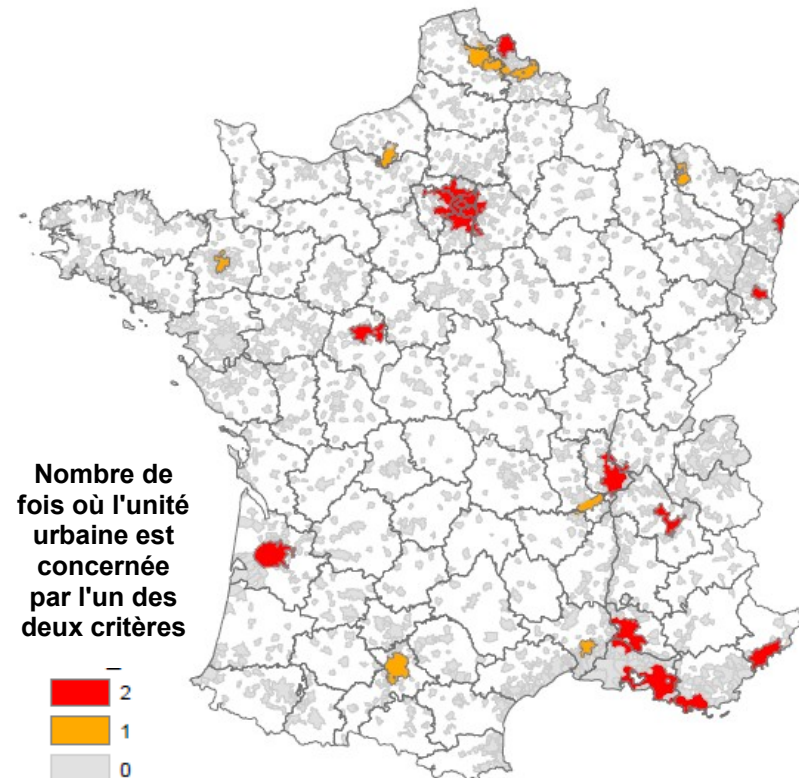 Nombre de
fois où l'unité
urbaine est
concernée
par l'un des
deux critères
2
1
0